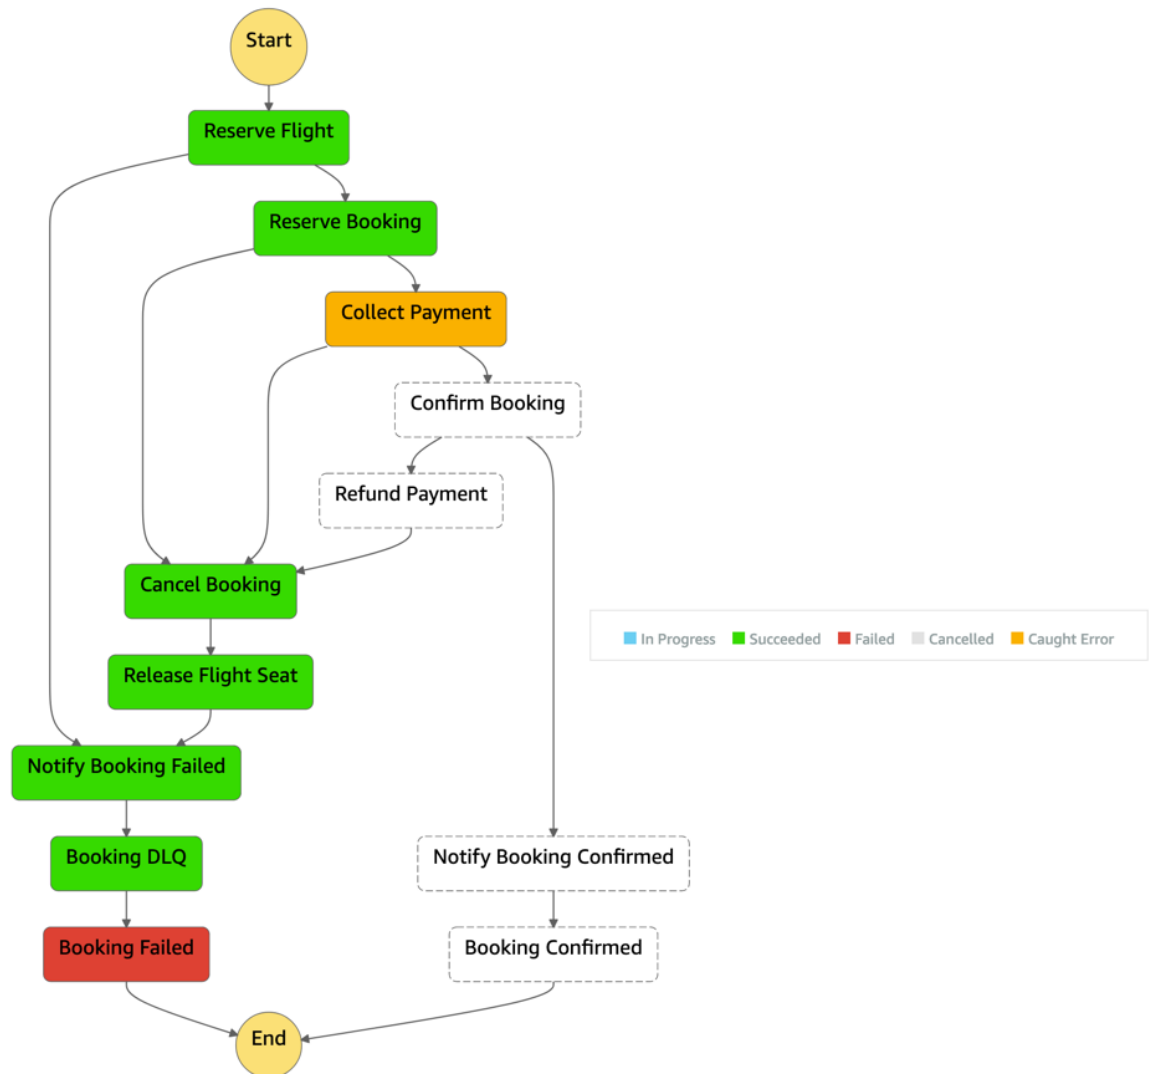 Start
Reserve Flight
Reserve Booking
Collect Payment
Confirm Booking
Refund Payment
Cancel Booking
In Progress Succeeded Failed Cancelled Caught Error
Release Flight Seat
Notify Booking Failed
Booking DLQ
Notify Booking Confirmed
Booking Failed
Booking Confirmed
End